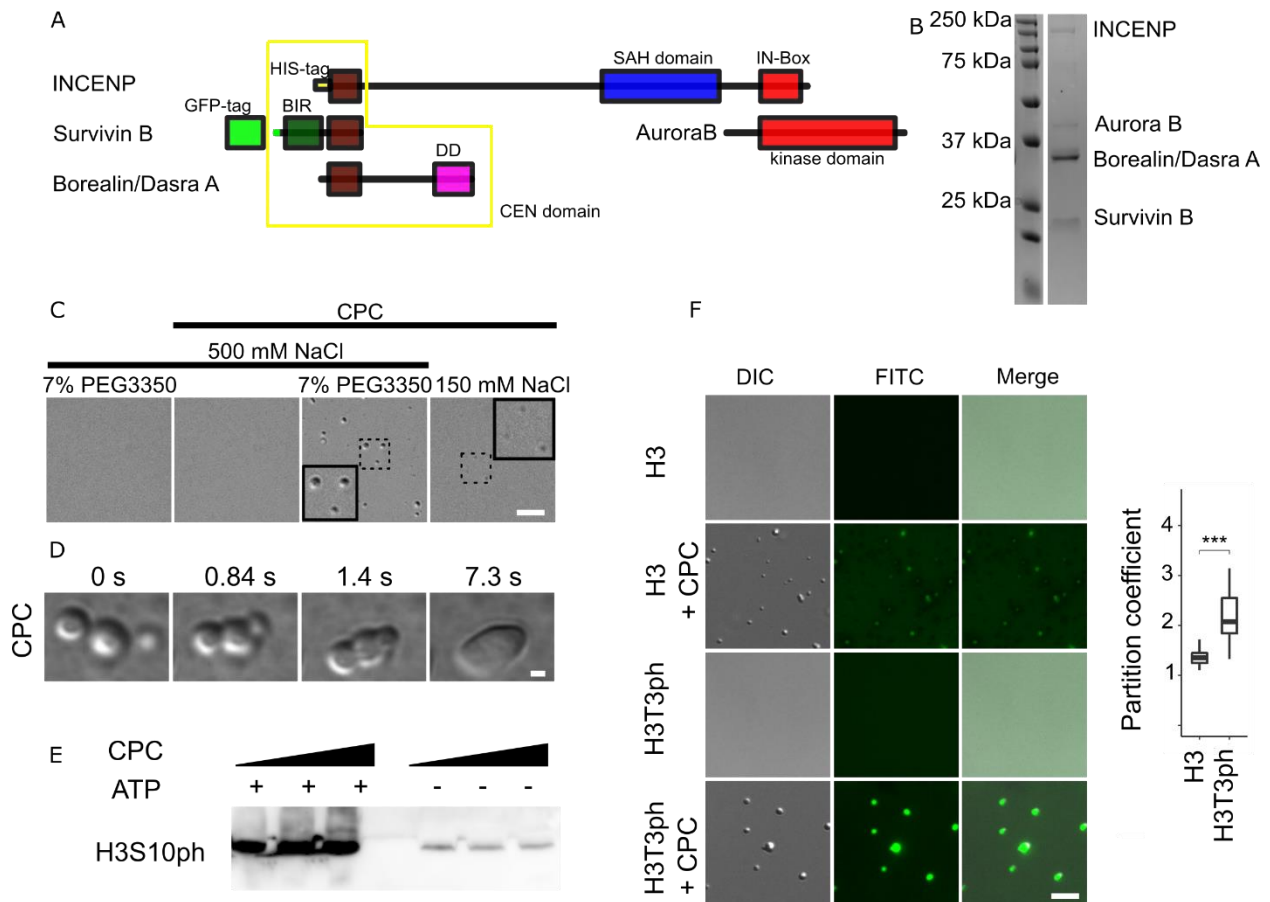 A
INCENP
HIS-tag
SAH domain
IN-Box
GFP-tag
BIR
Survivin B
AuroraB
kinase domain
DD
Borealin/Dasra A
CEN domain
B
250 kDa
75 kDa
37 kDa
25 kDa
INCENP
Aurora B
Borealin/Dasra A
Survivin B
C
CPC
500 mM NaCl
7% PEG3350
7% PEG3350
150 mM NaCl
D
0 s
0.84 s
1.4 s
7.3 s
CPC
E
CPC
ATP
+ + + - - -
H3S10ph
F
DIC
FITC
Merge
H3
H3
+ CPC
H3T3ph
H3T3ph
+ CPC
Partition coefficient
4
3
2
1
***
H3
H3T3ph